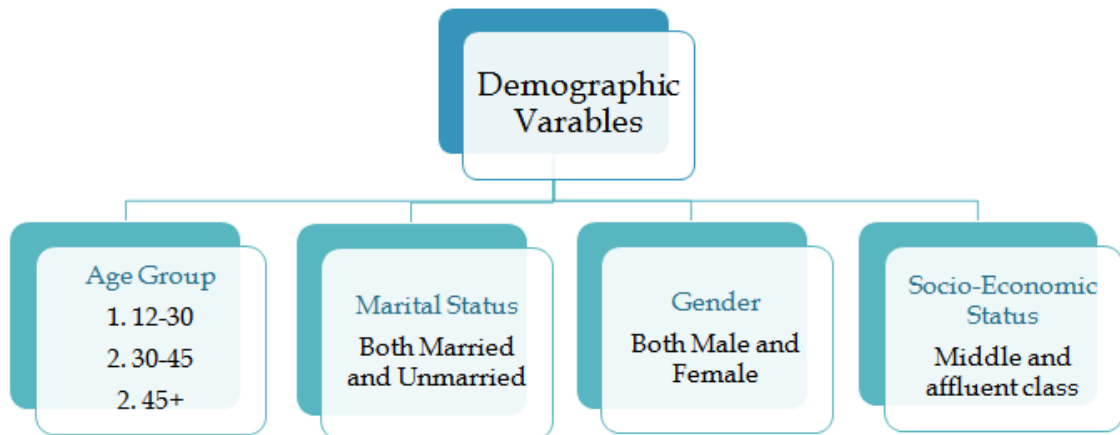 Demographic
Varables
Age Group
1. 12-30
2. 30-45
2. 45+
Marital Status
Both Married
and Unmarried
Gender
Both Male and
Female
Socio-Economic
Status
Middle and
affluent class